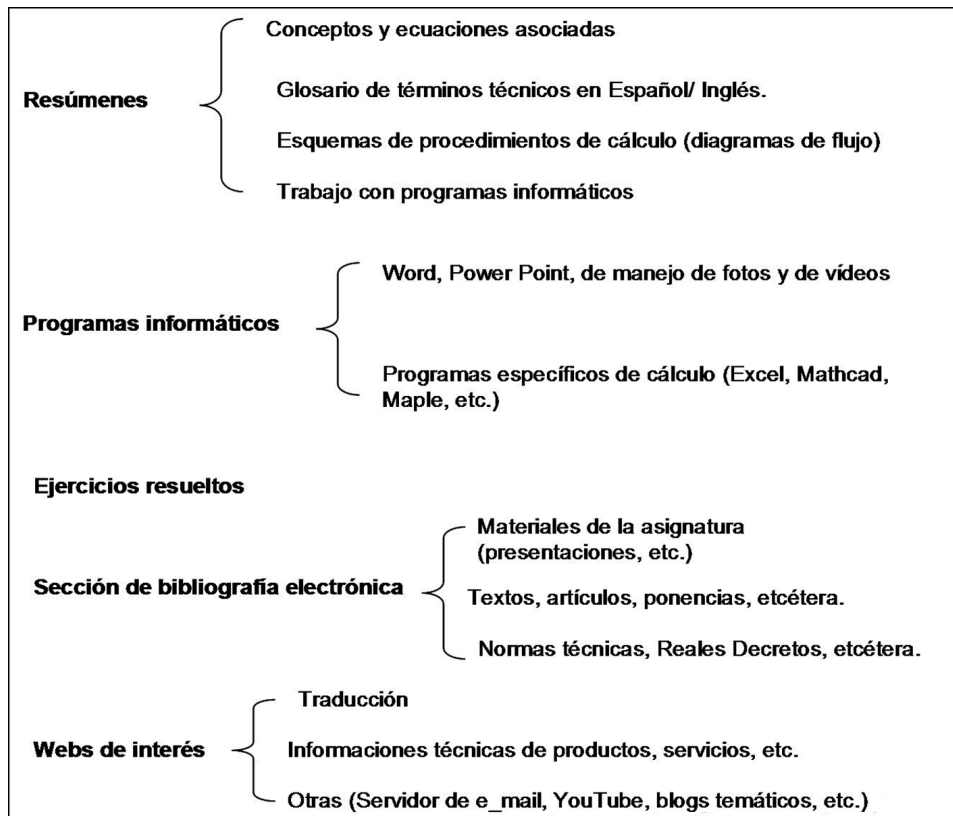 Conceptos y ecuaciones asociadas
Resúmenes
Glosario de términos técnicos en Español/ Inglés.
Esquemas de procedimientos de cálculo (diagramas de flujo)
Trabajo con programas informáticos
Word, Power Point, de manejo de fotos y de vídeos
Programas informáticos
Programas específicos de cálculo (Excel, Mathcad,
Maple, etc.)
Ejercicios resueltos
Materiales de la asignatura
(presentaciones, etc.)
Sección de bibliografía electrónica
Textos, artículos, ponencias, etcétera.
Normas técnicas, Reales Decretos, etcétera.
Traducción
Webs de interés
Informaciones técnicas de productos, servicios, etc.
Otras (Servidor de e_mail, YouTube, blogs temáticos, etc.)